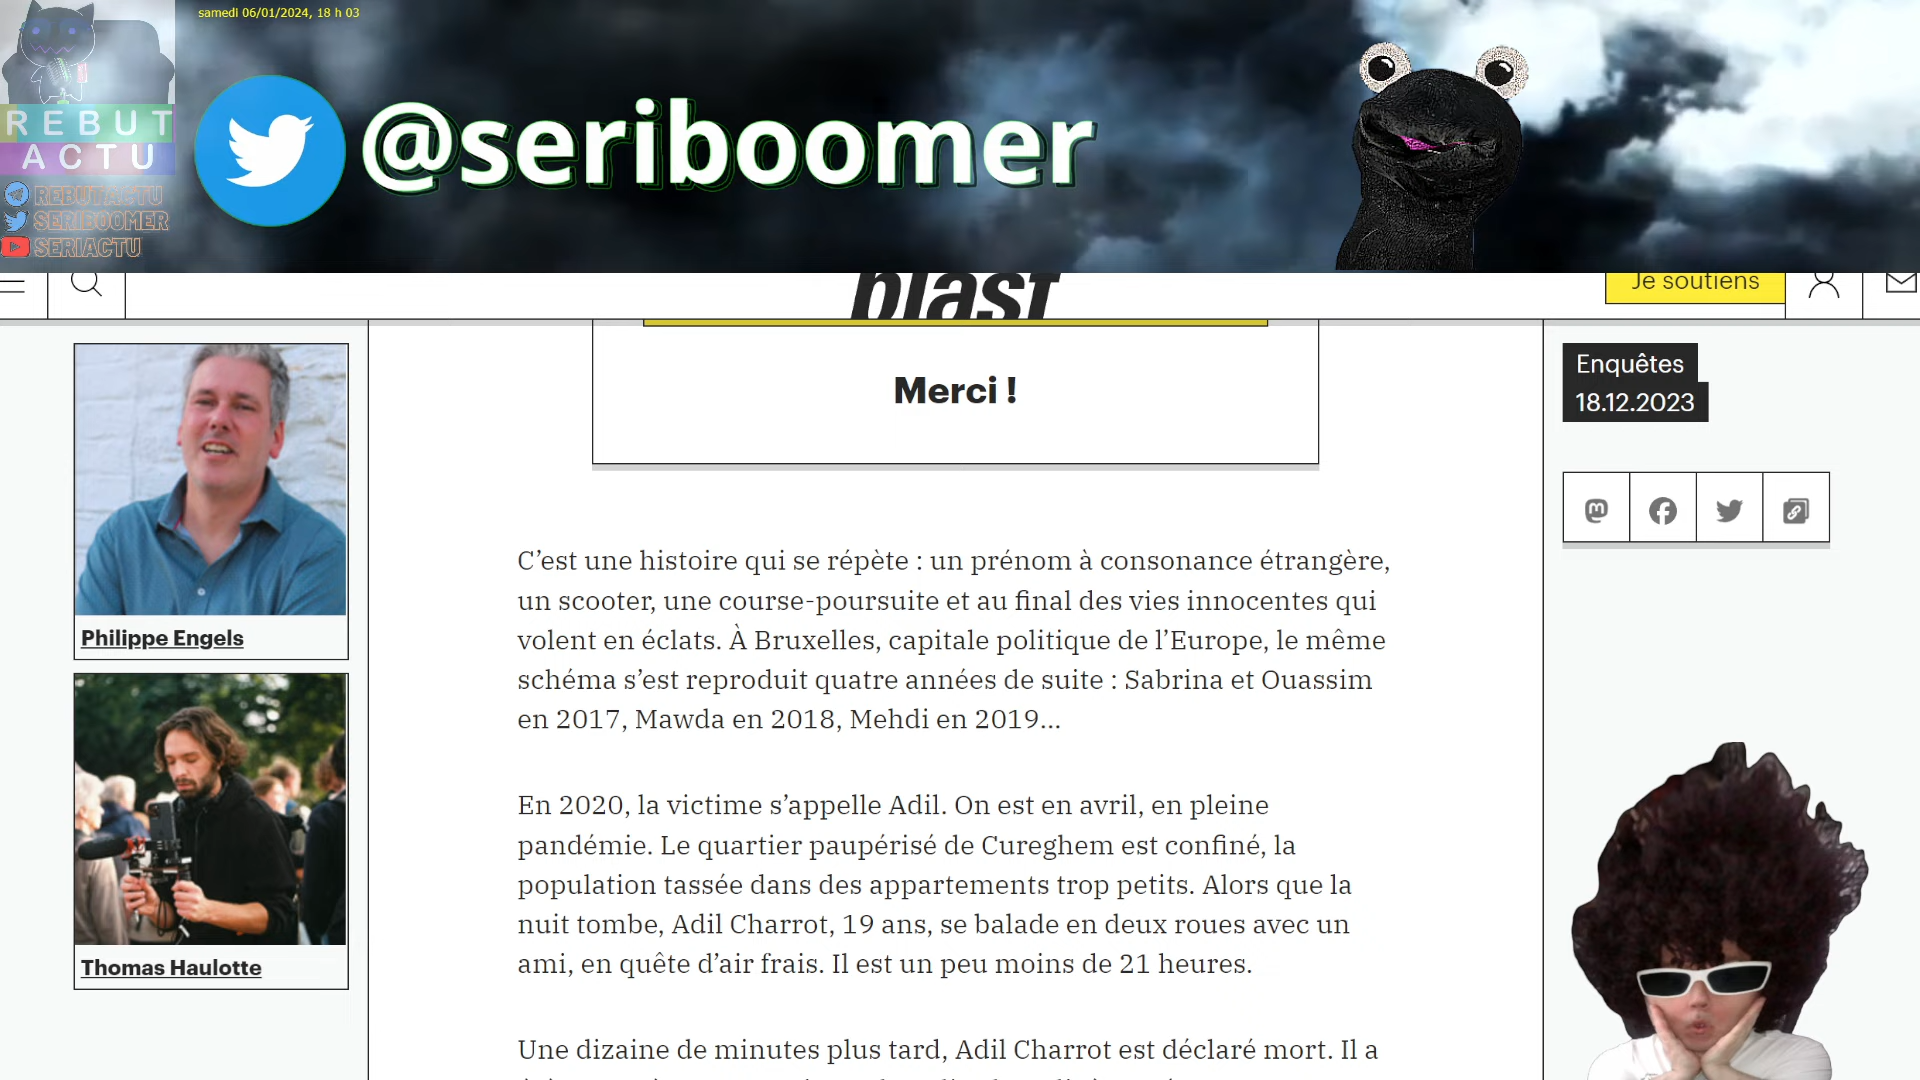 samedi 06/01/2024, 18 h 03
REBUT
ACTU
REBUTACTU
SERIBOOMER
SERIACTU
@seriboomer
blast
Je soutiens
Merci !
Enquêtes
18.12.2023
Philippe Engels
Thomas Haulotte
C’est une histoire qui se répète : un prénom à consonance étrangère,
un scooter, une course-poursuite et au final des vies innocentes qui
volent en éclats. À Bruxelles, capitale politique de l’Europe, le même
schéma s’est reproduit quatre années de suite : Sabrina et Ouassim
en 2017, Mawda en 2018, Mehdi en 2019…
En 2020, la victime s’appelle Adil. On est en avril, en pleine
pandémie. Le quartier paupérisé de Cureghem est confiné, la
population tassée dans des appartements trop petits. Alors que la
nuit tombe, Adil Charrot, 19 ans, se balade en deux roues avec un
ami, en quête d’air frais. Il est un peu moins de 21 heures.
Une dizaine de minutes plus tard, Adil Charrot est déclaré mort. Il a